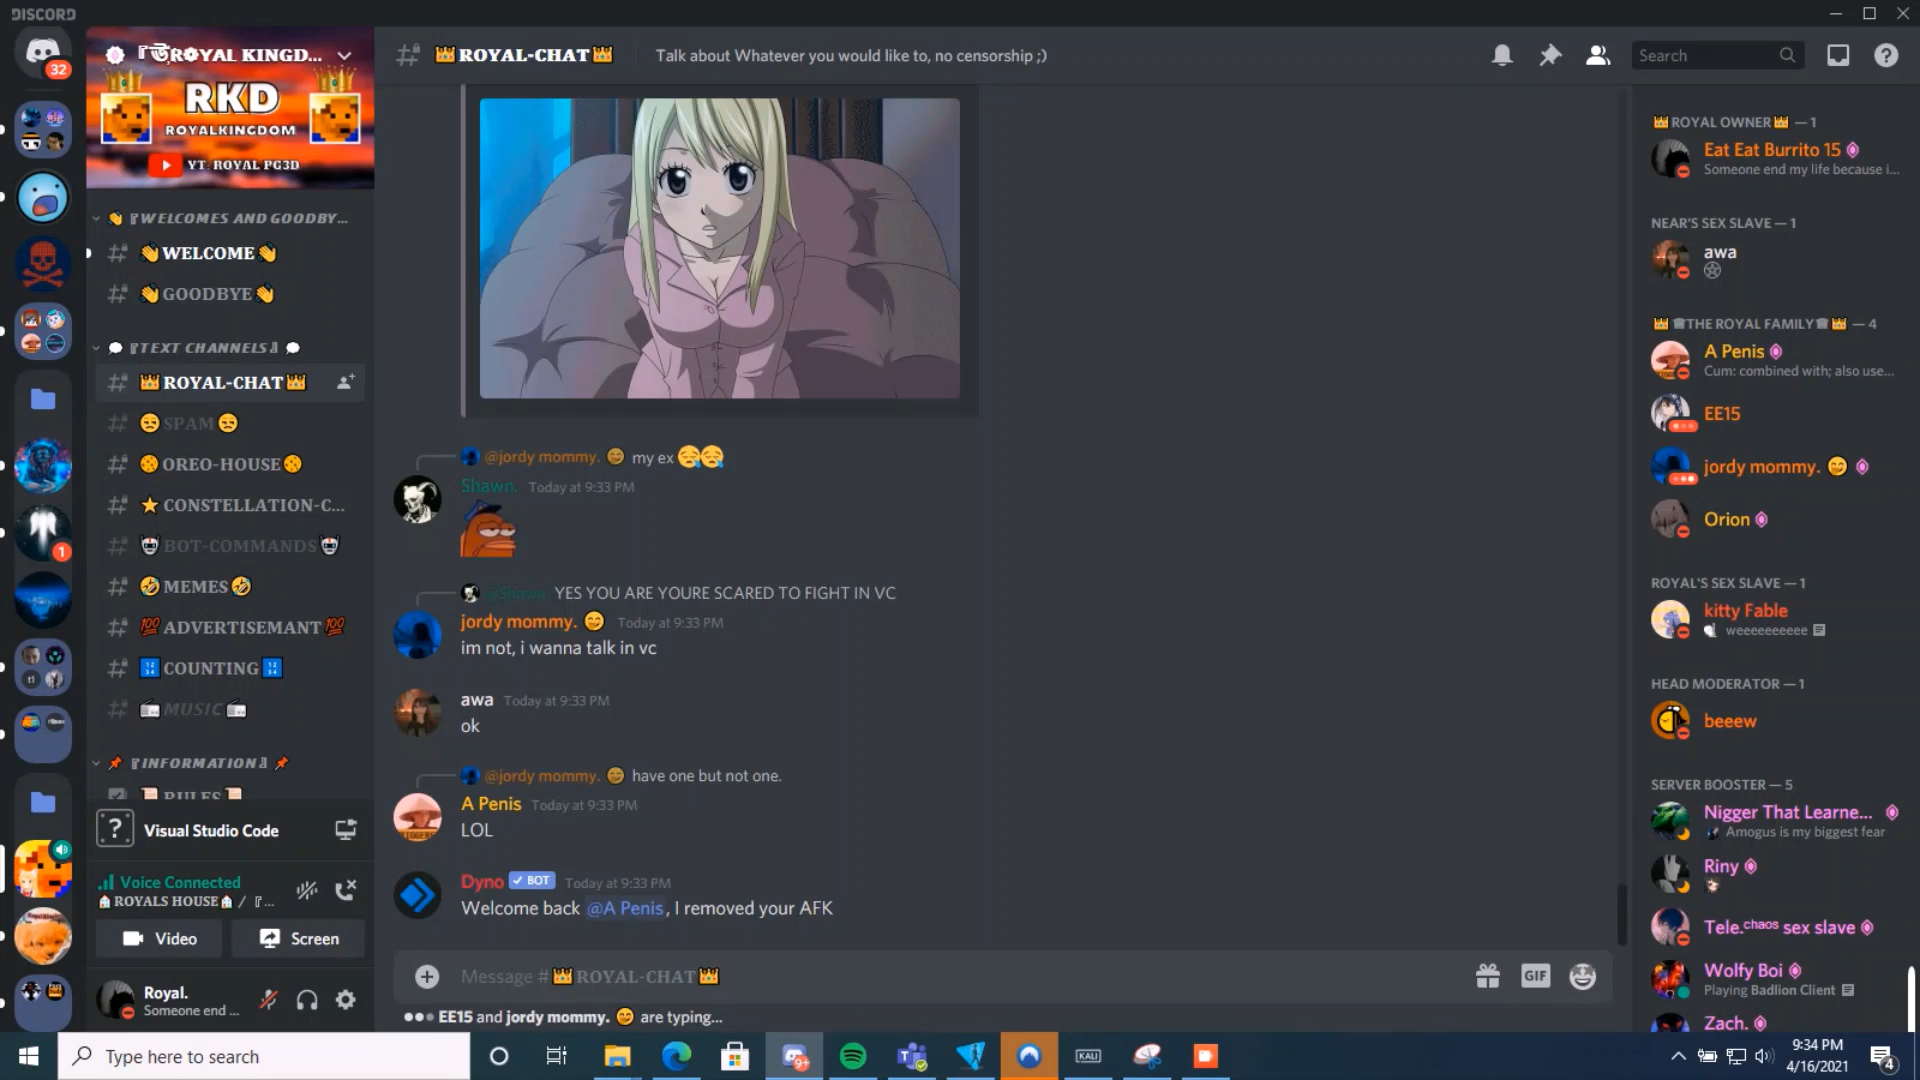 DISCORD
32
ROYAL KINGD...
RKD
ROYALKINGDOM
YT: ROYAL PG3D
👑ROYAL-CHAT👑
Talk about Whatever you would like to, no censorship ;)
Search
👋『WELCOMES AND GOODBY...
👋WELCOME👋
👋GOODBYE👋
💬『TEXT CHANNELS』💬
👑ROYAL-CHAT👑
😒SPAM😒
🍪OREO-HOUSE🍪
⭐CONSTELLATION-C...
🤖BOT-COMMANDS🤖
🤣MEMES🤣
💯ADVERTISEMANT💯
🔢COUNTING🔢
📻MUSIC📻
📌『INFORMATION』📌
📜RULES📜
1
Visual Studio Code
Voice Connected
🏠ROYALS HOUSE🏠 / 『...
Video
Screen
Royal.
Someone end ...
@jordy mommy. 😊 my ex 😪😪
Shawn. Today at 9:33 PM
@Shawn. YES YOU ARE YOURE SCARED TO FIGHT IN VC
jordy mommy. 😊 Today at 9:33 PM
im not, i wanna talk in vc
awa Today at 9:33 PM
ok
@jordy mommy. 😊 have one but not one.
A Penis Today at 9:33 PM
LOL
Dyno ✓ BOT Today at 9:33 PM
Welcome back @A Penis, I removed your AFK
Message #👑ROYAL-CHAT👑
GIF
EE15 and jordy mommy. 😊 are typing...
👑ROYAL OWNER👑 — 1
Eat Eat Burrito 15
Someone end my life because i...
NEAR'S SEX SLAVE — 1
awa
👑♛THE ROYAL FAMILY♛👑 — 4
A Penis
Cum: combined with; also use...
EE15
jordy mommy. 😊
Orion
ROYAL'S SEX SLAVE — 1
kitty Fable
weeeeeeeeee
HEAD MODERATOR — 1
beeew
SERVER BOOSTER — 5
Nigger That Learne...
Amogus is my biggest fear
Riny
Tele.ᶜʰᵃᵒˢ sex slave
Wolfy Boi
Playing Badlion Client
Zach.
Type here to search
9+
KALI
9:34 PM
4/16/2021
4